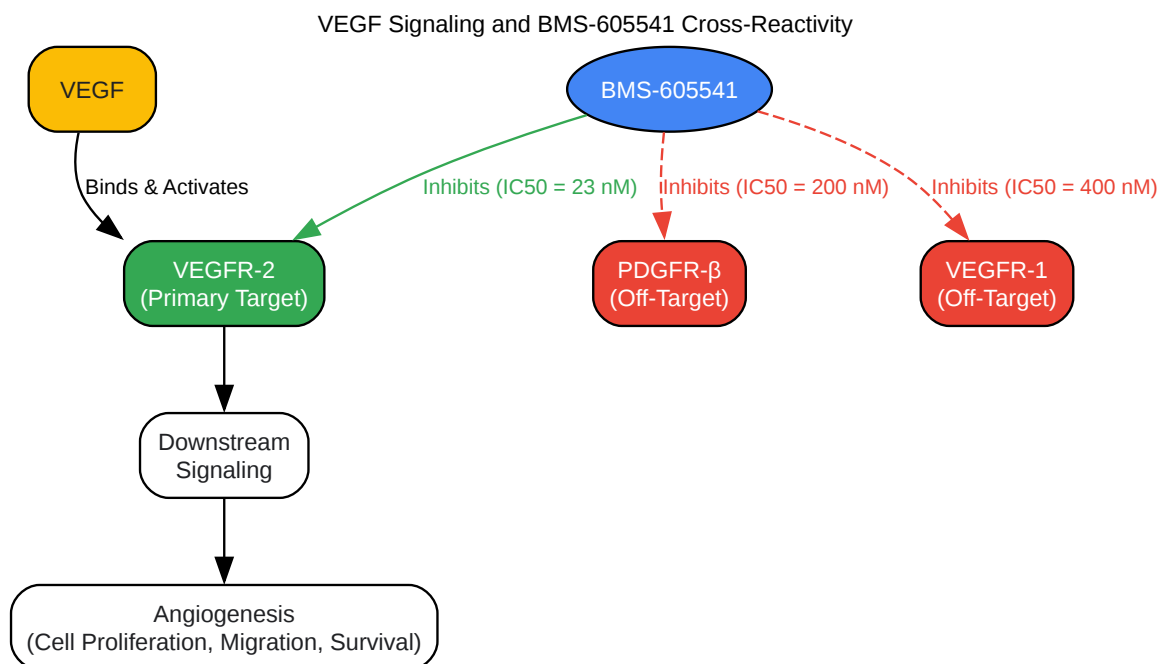 VEGF Signaling and BMS-605541 Cross-Reactivity
VEGF
BMS-605541
Binds & Activates
Inhibits (IC50 = 23 nM)
Inhibits (IC50 = 200 nM)
Inhibits (IC50 = 400 nM)
VEGFR-2
(Primary Target)
PDGFR-β
(Off-Target)
VEGFR-1
(Off-Target)
Downstream
Signaling
Angiogenesis
(Cell Proliferation, Migration, Survival)